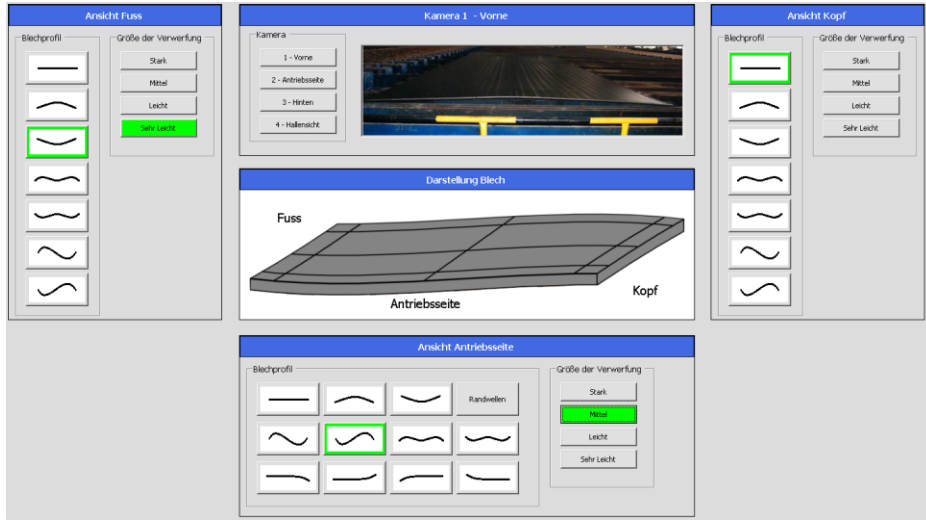 Ansicht Fuss
Blechprofil
Größe der Verwerfung
Stark
Mittel
Leicht
Sehr Leicht
Kamera 1 - Vorne
Kamera
1 - Vorne
2 - Antriebsseite
3 - Hinten
4 - Hallensicht
Ansicht Kopf
Blechprofil
Größe der Verwerfung
Stark
Mittel
Leicht
Sehr Leicht
Darstellung Blech
Fuss
Kopf
Antriebsseite
Ansicht Antriebsseite
Blechprofil
Randwellen
Größe der Verwerfung
Stark
Mittel
Leicht
Sehr Leicht